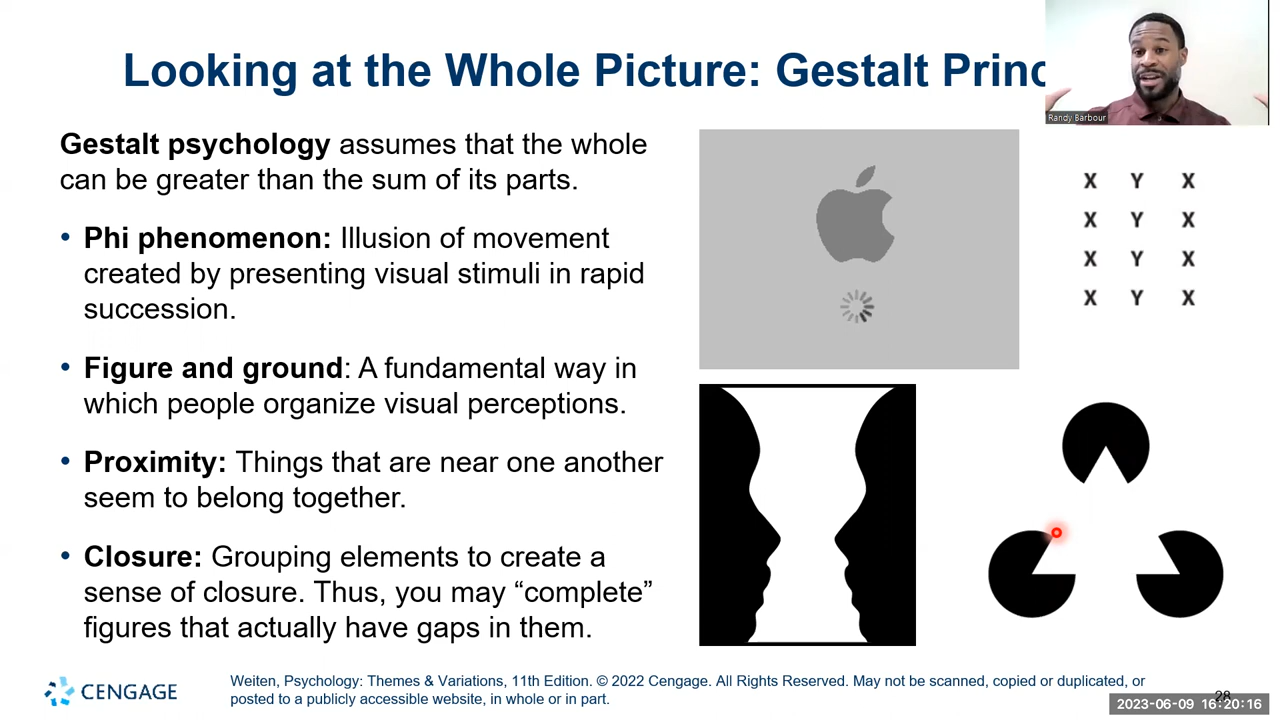 Looking at the Whole Picture: Gestalt Princ
Randy Barbour
Gestalt psychology assumes that the whole
can be greater than the sum of its parts.
• Phi phenomenon: Illusion of movement
created by presenting visual stimuli in rapid
succession.
• Figure and ground: A fundamental way in
which people organize visual perceptions.
• Proximity: Things that are near one another
seem to belong together.
• Closure: Grouping elements to create a
sense of closure. Thus, you may “complete”
figures that actually have gaps in them.
X Y X
X Y X
X Y X
X Y X
CENGAGE
Weiten, Psychology: Themes & Variations, 11th Edition. © 2022 Cengage. All Rights Reserved. May not be scanned, copied or duplicated, or
posted to a publicly accessible website, in whole or in part.
28
2023-06-09 16:20:16